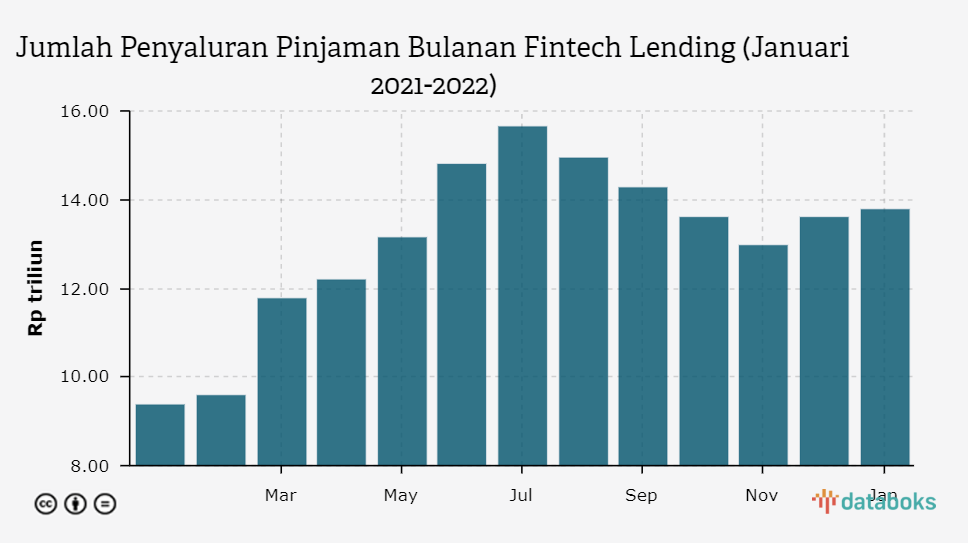 Jumlah Penyaluran Pinjaman Bulanan Fintech Lending (Januari
2021-2022)
16.00
14.00
12.00
10.00
8.00
Rp triliun
Mar May Jul Sep Nov Jan
cc
databoks